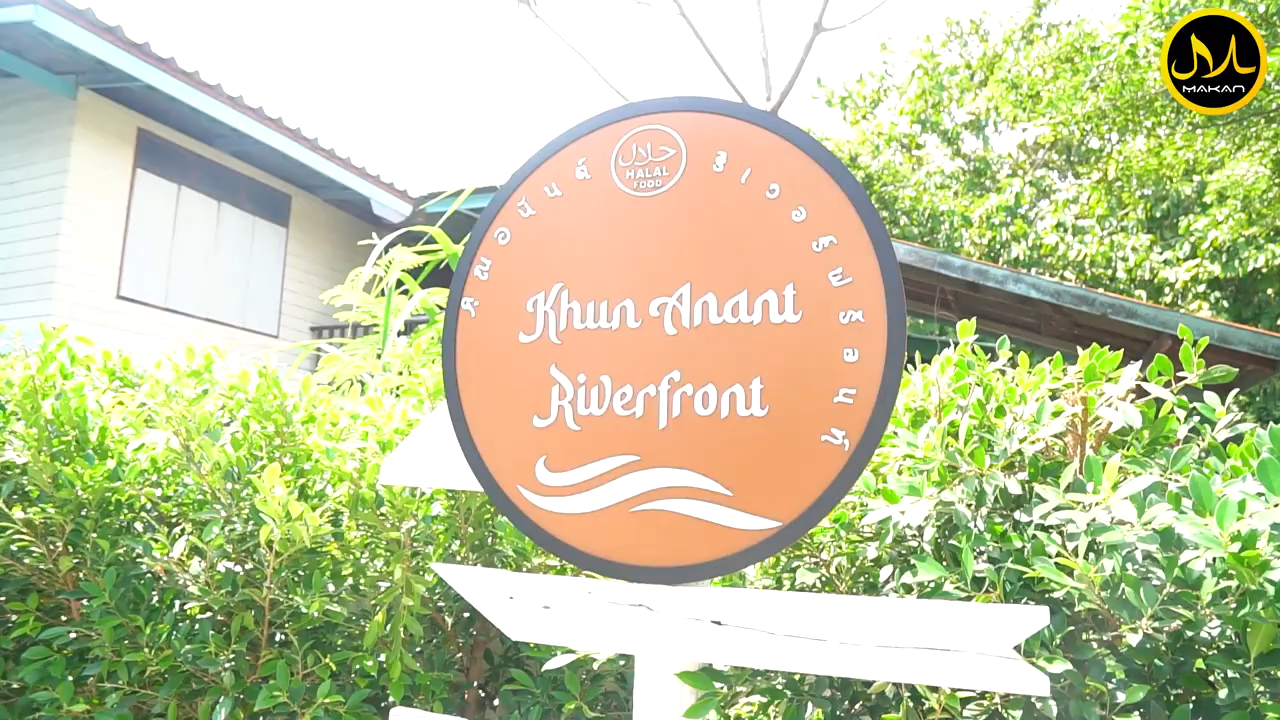 حلال
HALAL
FOOD
คุณอนันต์ ริเวอร์ฟร้อนท์
Khun Anant
Riverfront
حلال
MAKAN